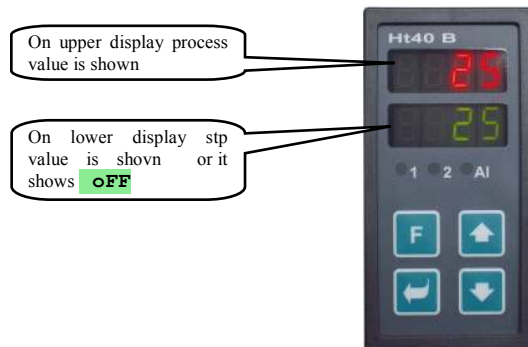 On upper display process
value is shown
On lower display stp
value is shovn or it
shows oFF
Ht40 B
25
25
1 2 Al
F